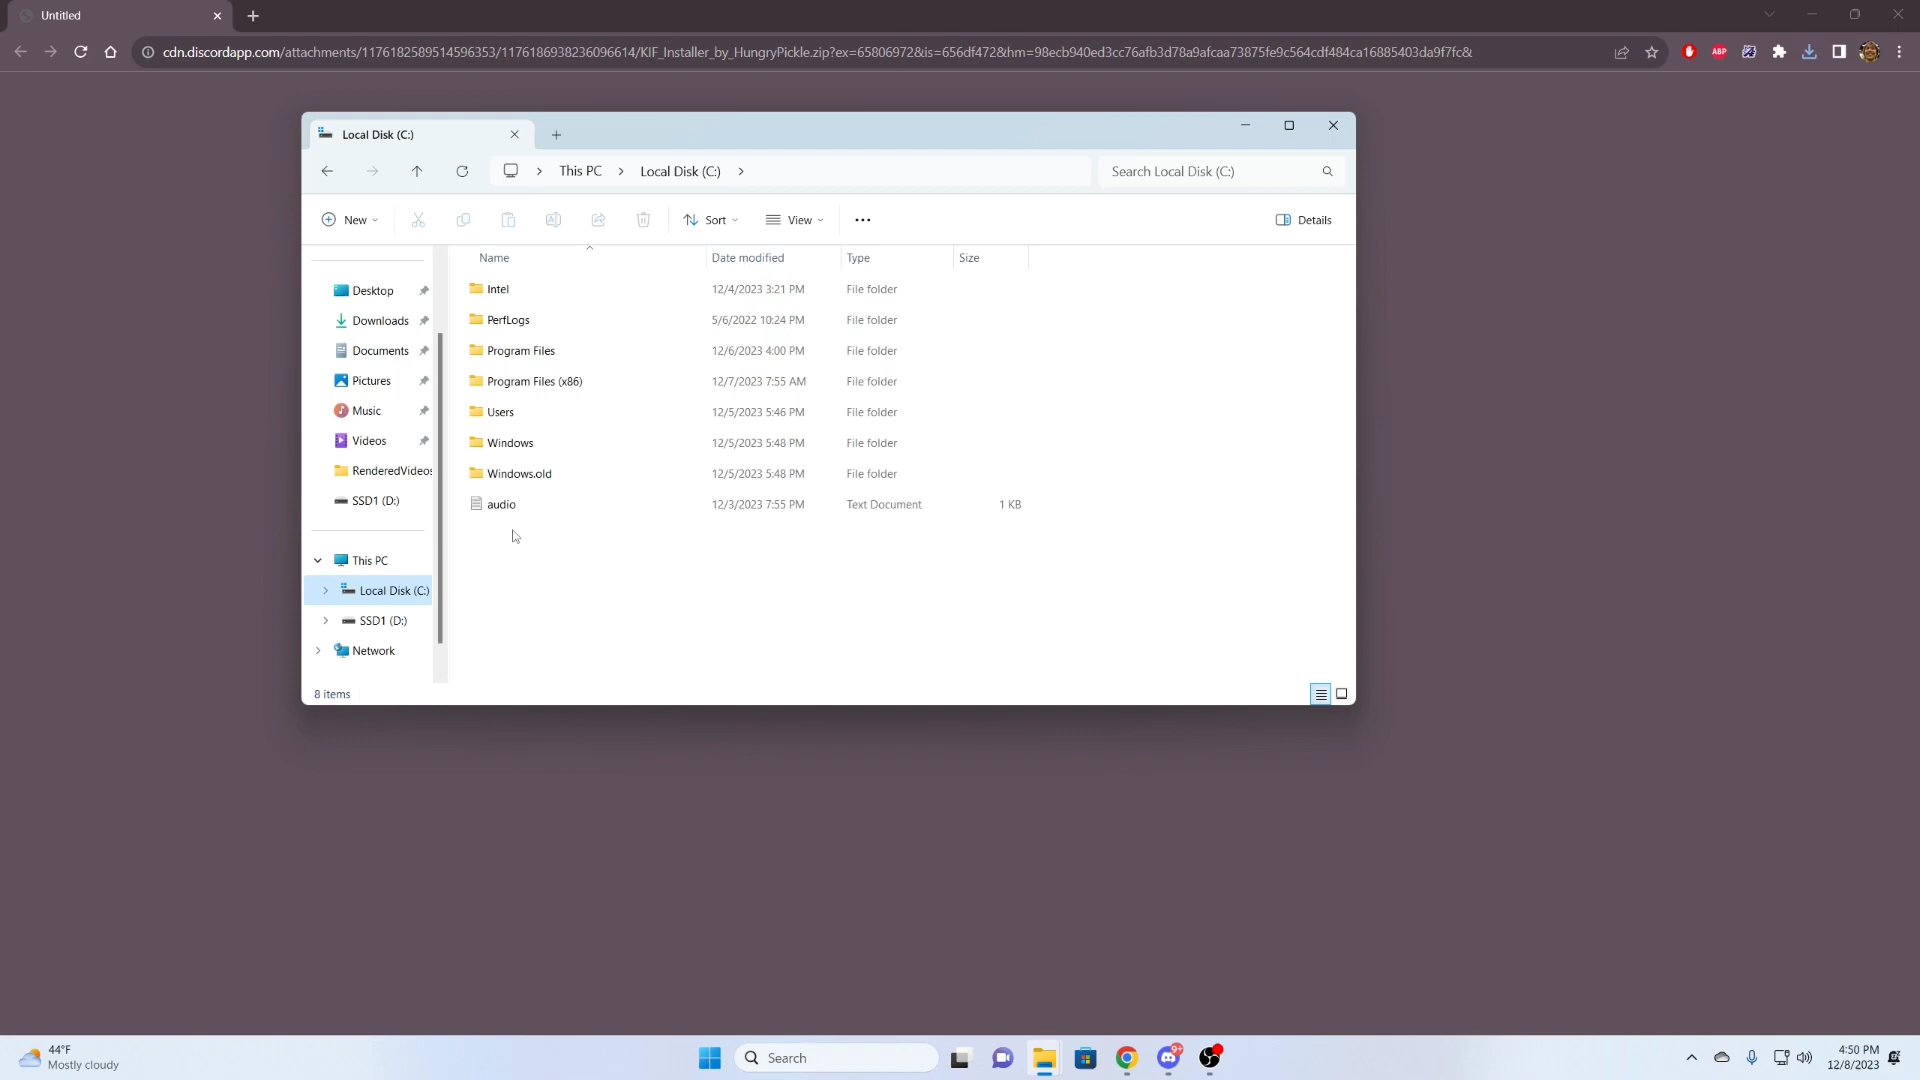 Untitled
cdn.discordapp.com/attachments/1176182589514596353/1176186938236096614/KIF_Installer_by_HungryPickle.zip?ex=65806972&is=656df472&hm=98ecb940ed3cc76afb3d78a9afcaa73875fe9c564cdf484ca16885403da9f7fc&
ABP
Local Disk (C:)
This PC
Local Disk (C:)
Search Local Disk (C:)
New
Sort
View
Details
Name Date modified Type Size
Desktop
Downloads
Documents
Pictures
Music
Videos
RenderedVideos
SSD1 (D:)
This PC
Local Disk (C:)
SSD1 (D:)
Network
Intel 12/4/2023 3:21 PM File folder
PerfLogs 5/6/2022 10:24 PM File folder
Program Files 12/6/2023 4:00 PM File folder
Program Files (x86) 12/7/2023 7:55 AM File folder
Users 12/5/2023 5:46 PM File folder
Windows 12/5/2023 5:48 PM File folder
Windows.old 12/5/2023 5:48 PM File folder
audio 12/3/2023 7:55 PM Text Document 1 KB
8 items
44°F
Mostly cloudy
Search
9+
4:50 PM
12/8/2023